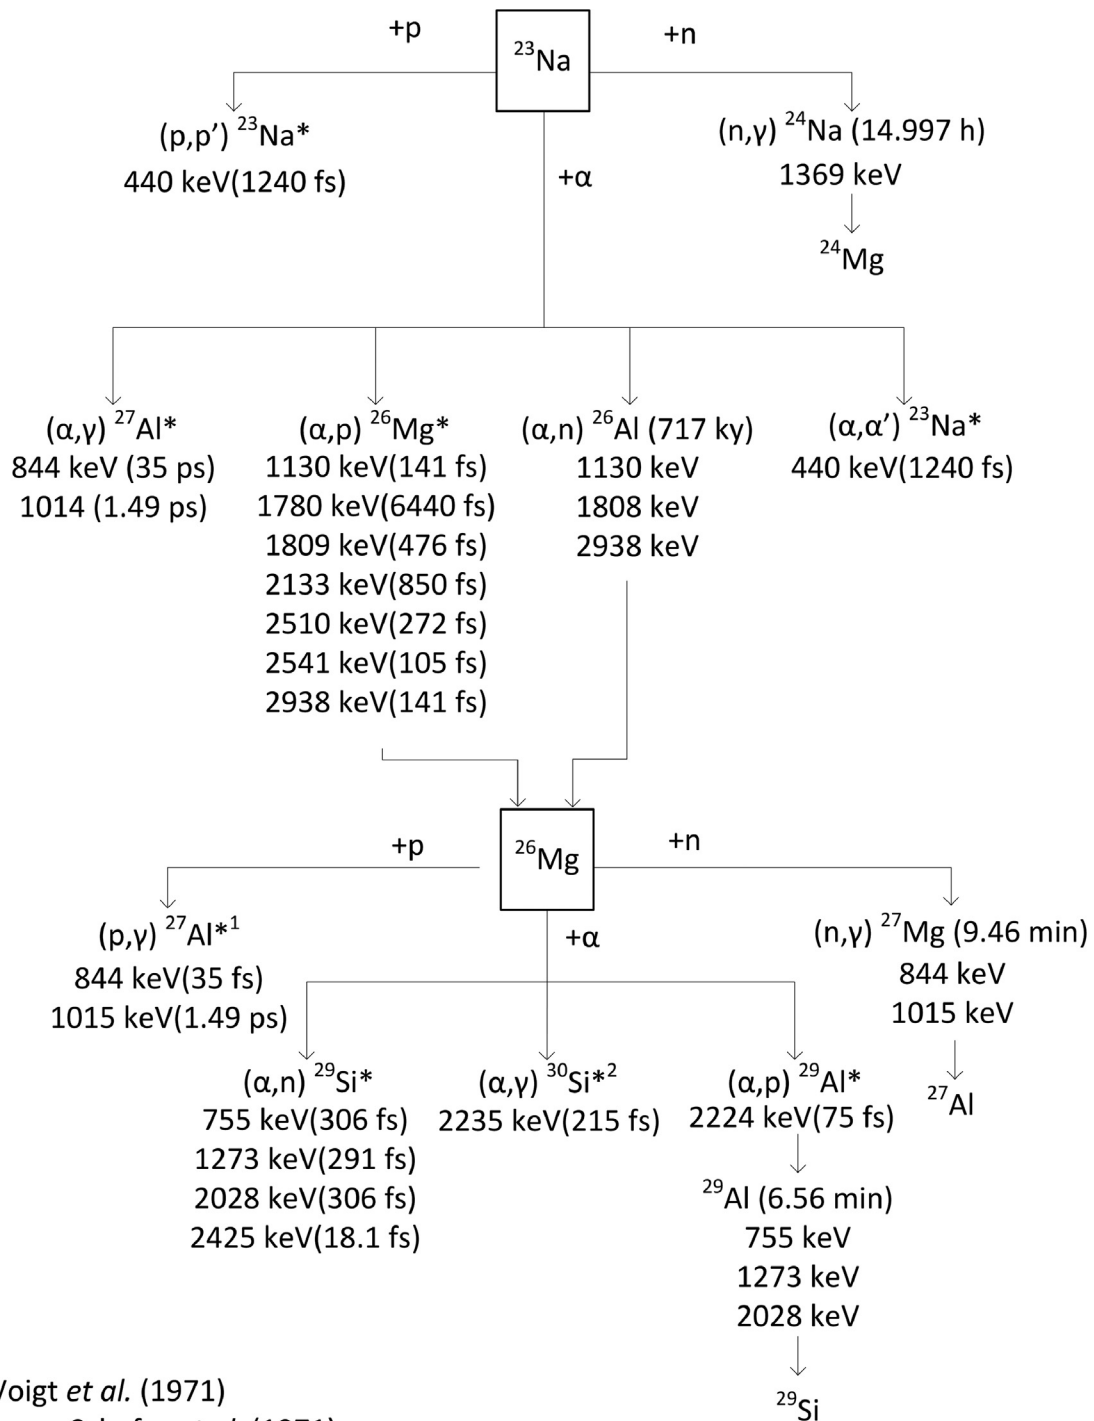 +p
²³Na
+n
(p,p’) ²³Na*
440 keV(1240 fs)
(n,γ) ²⁴Na (14.997 h)
1369 keV
²⁴Mg
+α
(α,γ) ²⁷Al*
844 keV (35 ps)
1014 (1.49 ps)
(α,p) ²⁶Mg*
1130 keV(141 fs)
1780 keV(6440 fs)
1809 keV(476 fs)
2133 keV(850 fs)
2510 keV(272 fs)
2541 keV(105 fs)
2938 keV(141 fs)
(α,n) ²⁶Al (717 ky)
1130 keV
1808 keV
2938 keV
(α,α’) ²³Na*
440 keV(1240 fs)
+p
²⁶Mg
+n
(p,γ) ²⁷Al*¹
844 keV(35 fs)
1015 keV(1.49 ps)
+α
(n,γ) ²⁷Mg (9.46 min)
844 keV
1015 keV
²⁷Al
(α,n) ²⁹Si*
755 keV(306 fs)
1273 keV(291 fs)
2028 keV(306 fs)
2425 keV(18.1 fs)
(α,γ) ³⁰Si*²
2235 keV(215 fs)
(α,p) ²⁹Al*
2224 keV(75 fs)
²⁹Al (6.56 min)
755 keV
1273 keV
2028 keV
²⁹Si
Voigt et al. (1971)
(1971)